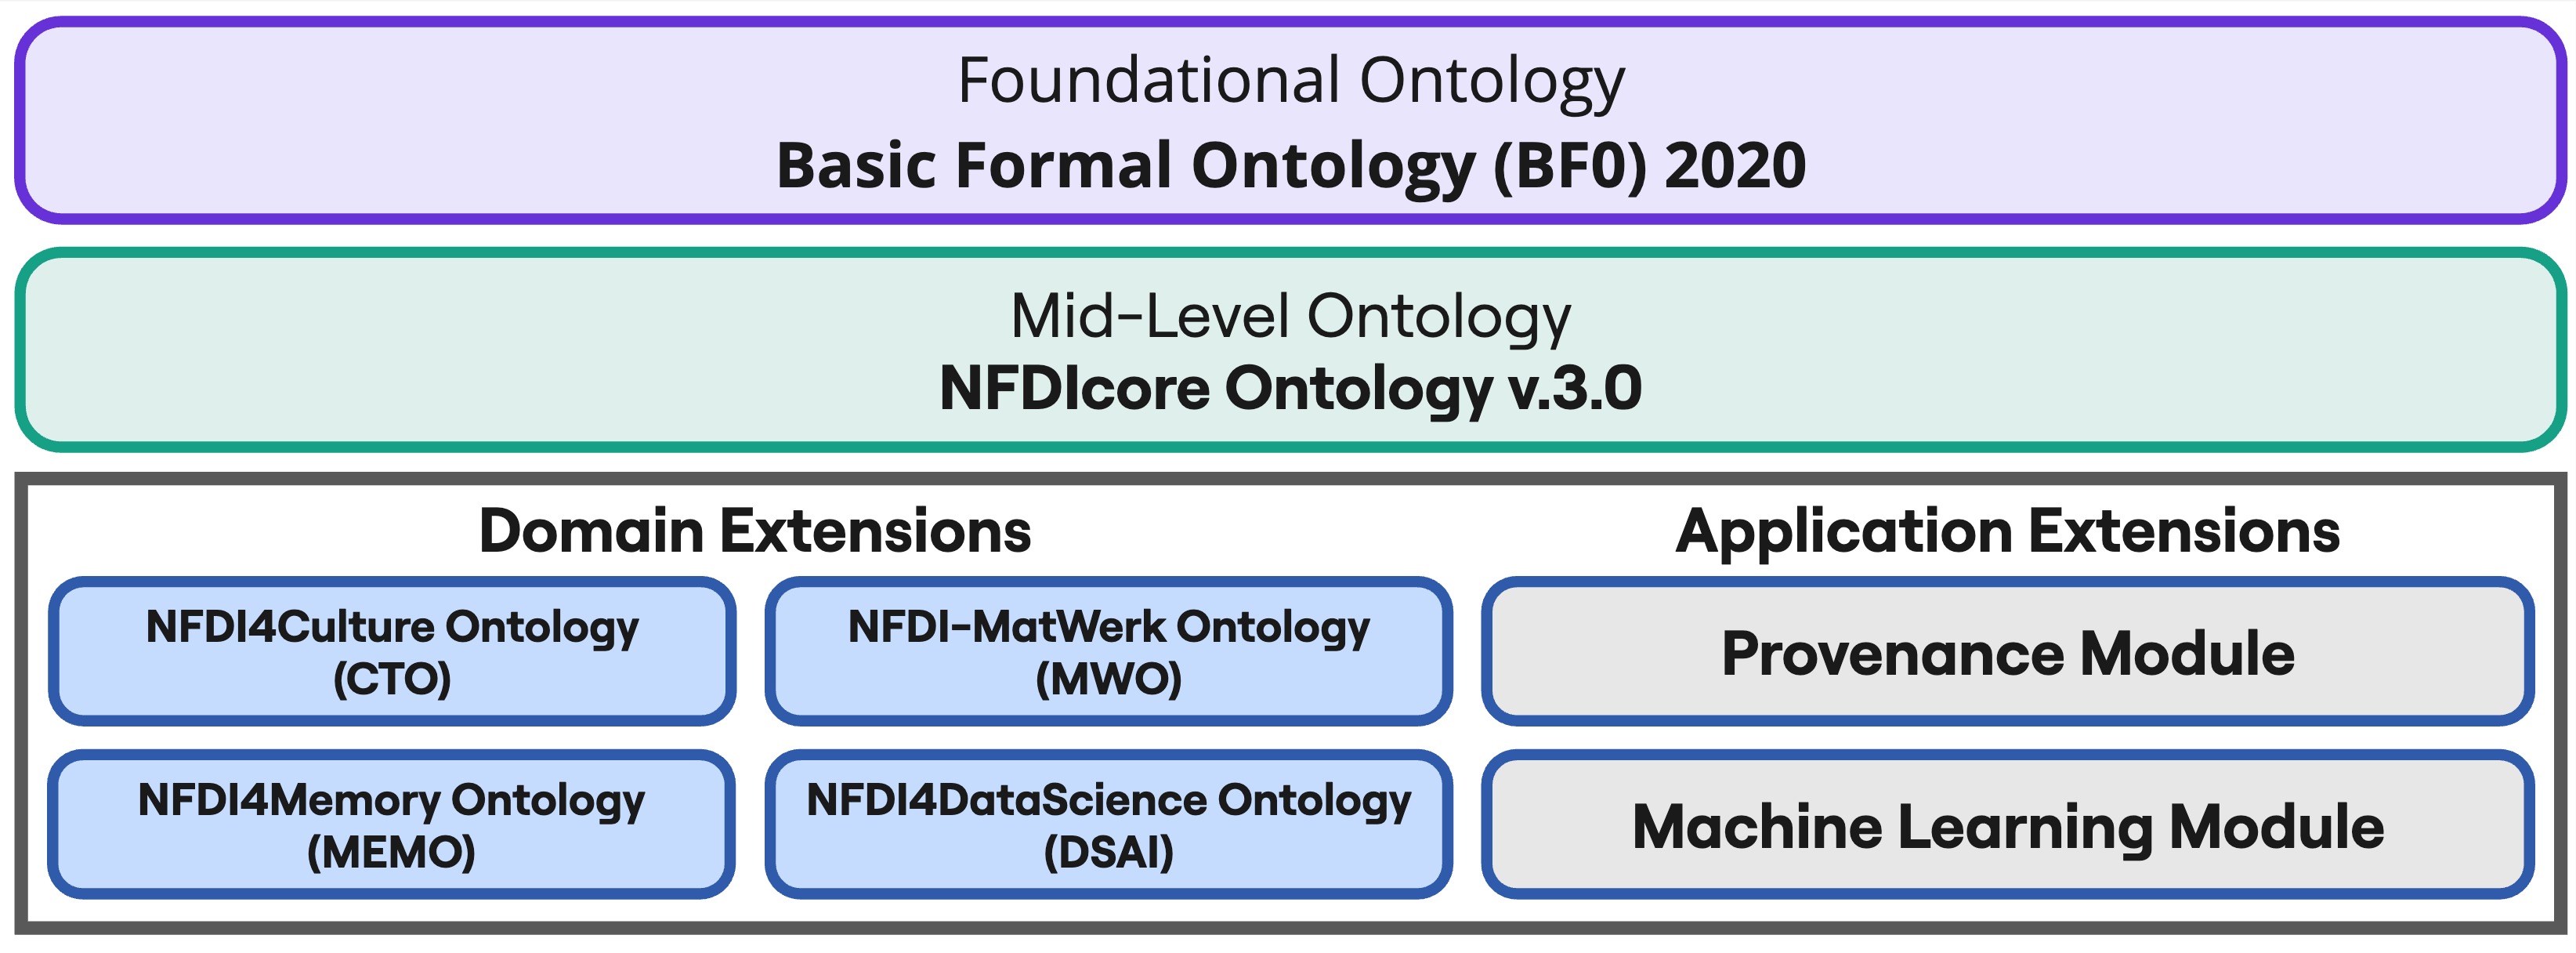 Foundational Ontology
Basic Formal Ontology (BF0) 2020
Mid-Level Ontology
NFDIcore Ontology v.3.0
Domain Extensions
NFDI4Culture Ontology
(CTO)
NFDI-MatWerk Ontology
(MWO)
NFDI4Memory Ontology
(MEMO)
NFDI4DataScience Ontology
(DSAI)
Application Extensions
Provenance Module
Machine Learning Module